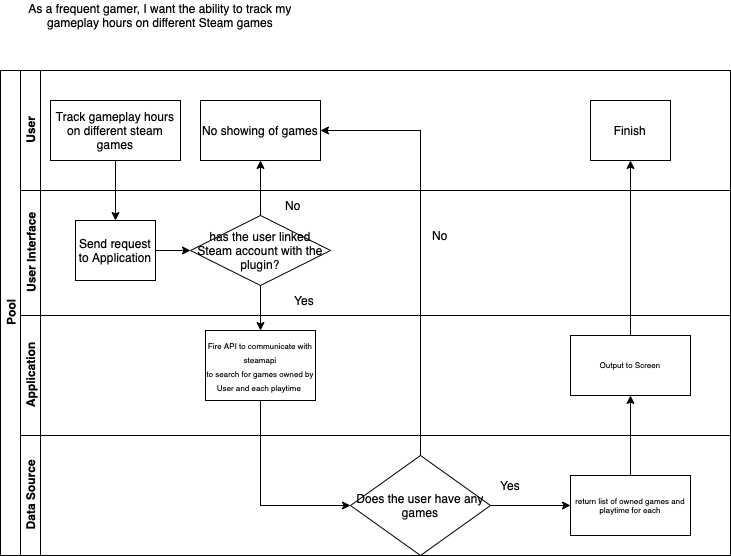 As a frequent gamer, I want the ability to track my
gameplay hours on different Steam games
Pool
User
Track gameplay hours
on different steam
games
No showing of games
Finish
User Interface
Send request
to Application
No
has the user linked
Steam account with the
plugin?
No
Yes
Application
Fire API to communicate with
steamapi
to search for games owned by
User and each playtime
Output to Screen
Data Source
Does the user have any
games
Yes
return list of owned games and
playtime for each